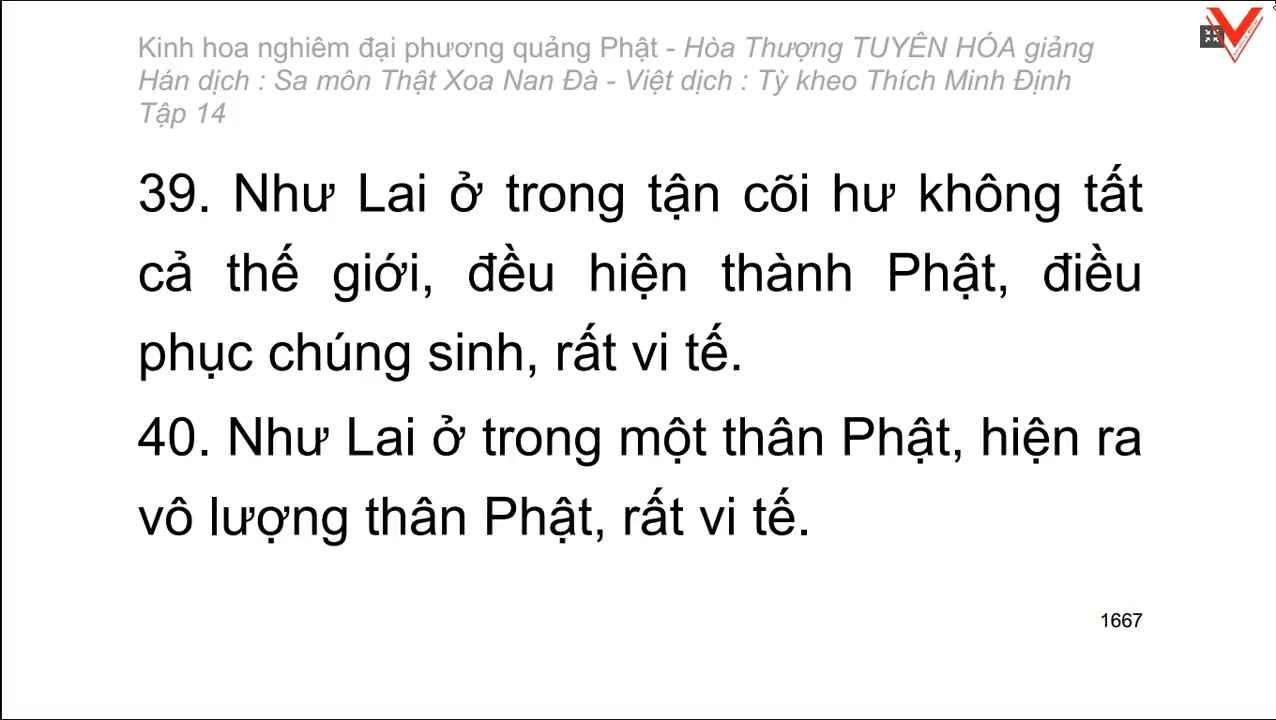 Kinh hoa nghiêm đại phương quảng Phật - Hòa Thượng TUYÊN HÓA giảng
Hán dịch : Sa môn Thật Xoa Nan Đà - Việt dịch : Tỳ kheo Thích Minh Định
Tập 14
39. Như Lai ở trong tận cõi hư không tất
cả thế giới, đều hiện thành Phật, điều
phục chúng sinh, rất vi tế.
40. Như Lai ở trong một thân Phật, hiện ra
vô lượng thân Phật, rất vi tế.
1667